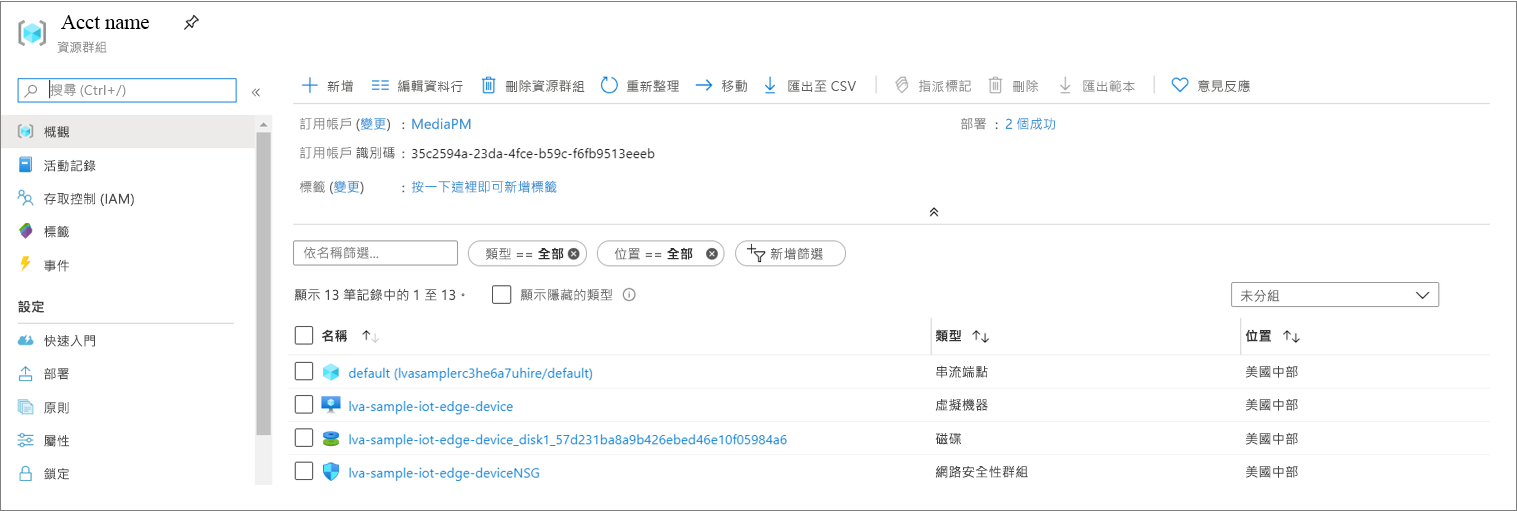 Acct name
資源群組
搜尋 (Ctrl+/)
«
新增 編輯資料行 刪除資源群組 重新整理 移動 匯出至 CSV 指派標記 刪除 匯出範本 意見反應
訂用帳戶 (變更) : MediaPM
部署 : 2 個成功
訂用帳戶 識別碼 : 35c2594a-23da-4fce-b59c-f6fb9513eeeb
標籤 (變更) : 按一下這裡即可新增標籤
概觀
活動記錄
存取控制 (IAM)
標籤
事件
設定
快速入門
部署
原則
屬性
鎖定
依名稱篩選... 類型 == 全部 位置 == 全部 新增篩選
顯示 13 筆記錄中的 1 至 13。 顯示隱藏的類型 未分組
名稱 類型 位置
default (lvasamplerc3he6a7uhire/default) 串流端點 美國中部
lva-sample-iot-edge-device 虛擬機器 美國中部
lva-sample-iot-edge-device_disk1_57d231ba8a9b426ebed46e10f05984a6 磁碟 美國中部
lva-sample-iot-edge-deviceNSG 網路安全性群組 美國中部